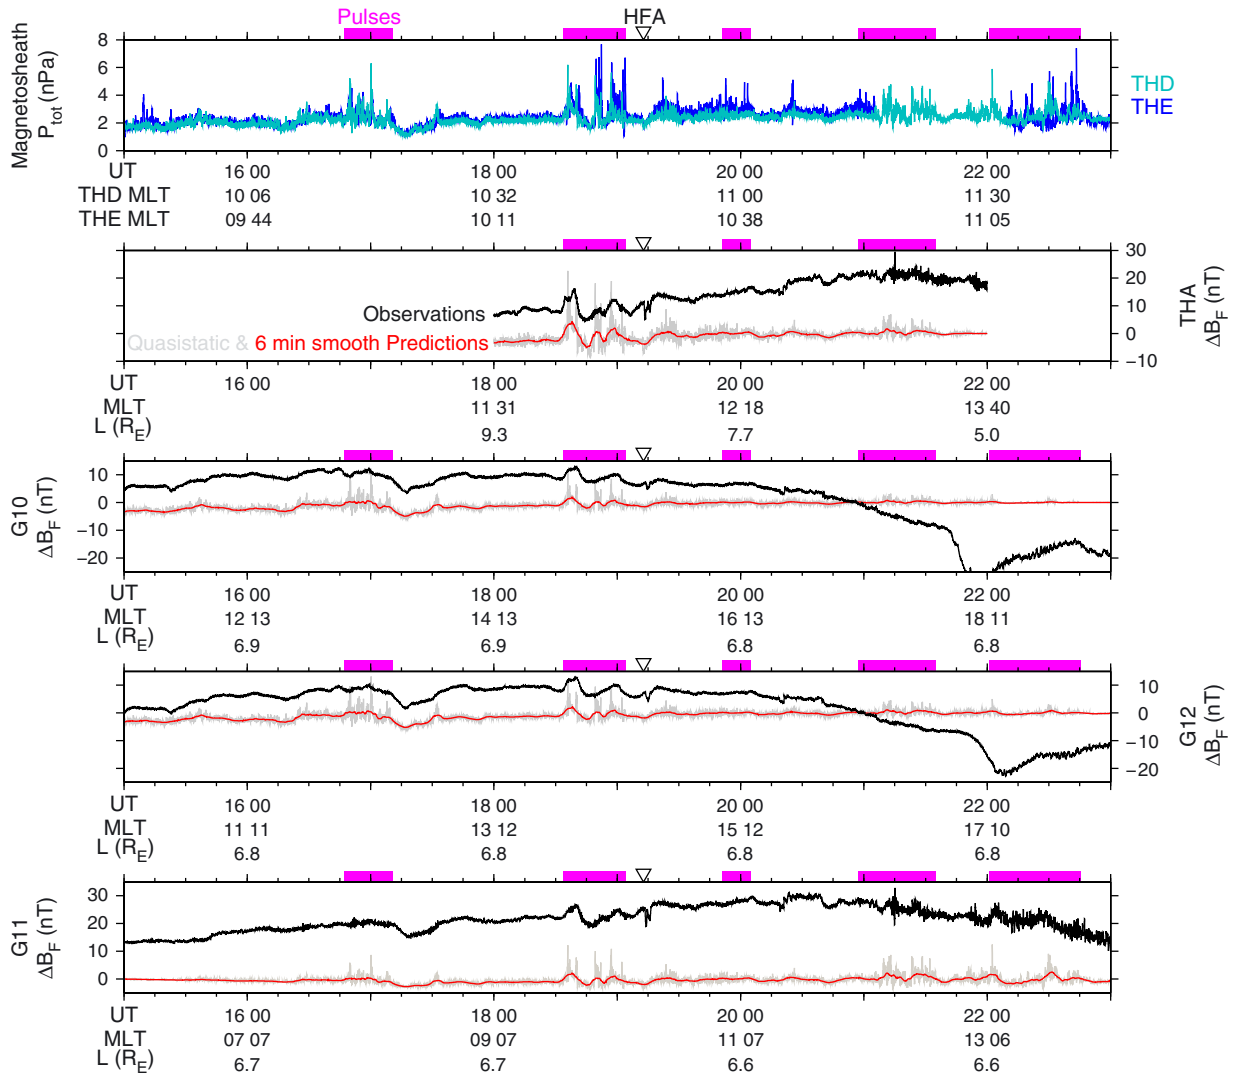 Pulses
HFA
Magnetosheath
P_tot (nPa)
8
6
4
2
0
THD
THE
UT 16 00 18 00 20 00 22 00
THD MLT 10 06 10 32 11 00 11 30
THE MLT 09 44 10 11 10 38 11 05
Observations
Quasistatic & 6 min smooth Predictions
30
20
10
0
−10
THA
ΔB_F (nT)
UT 16 00 18 00 20 00 22 00
MLT 11 31 12 18 13 40
L (R_E) 9.3 7.7 5.0
G10
ΔB_F (nT)
10
0
−10
−20
UT 16 00 18 00 20 00 22 00
MLT 12 13 14 13 16 13 18 11
L (R_E) 6.9 6.9 6.8 6.8
10
0
−10
−20
G12
ΔB_F (nT)
UT 16 00 18 00 20 00 22 00
MLT 11 11 13 12 15 12 17 10
L (R_E) 6.8 6.8 6.8 6.8
G11
ΔB_F (nT)
30
20
10
0
UT 16 00 18 00 20 00 22 00
MLT 07 07 09 07 11 07 13 06
L (R_E) 6.7 6.7 6.6 6.6